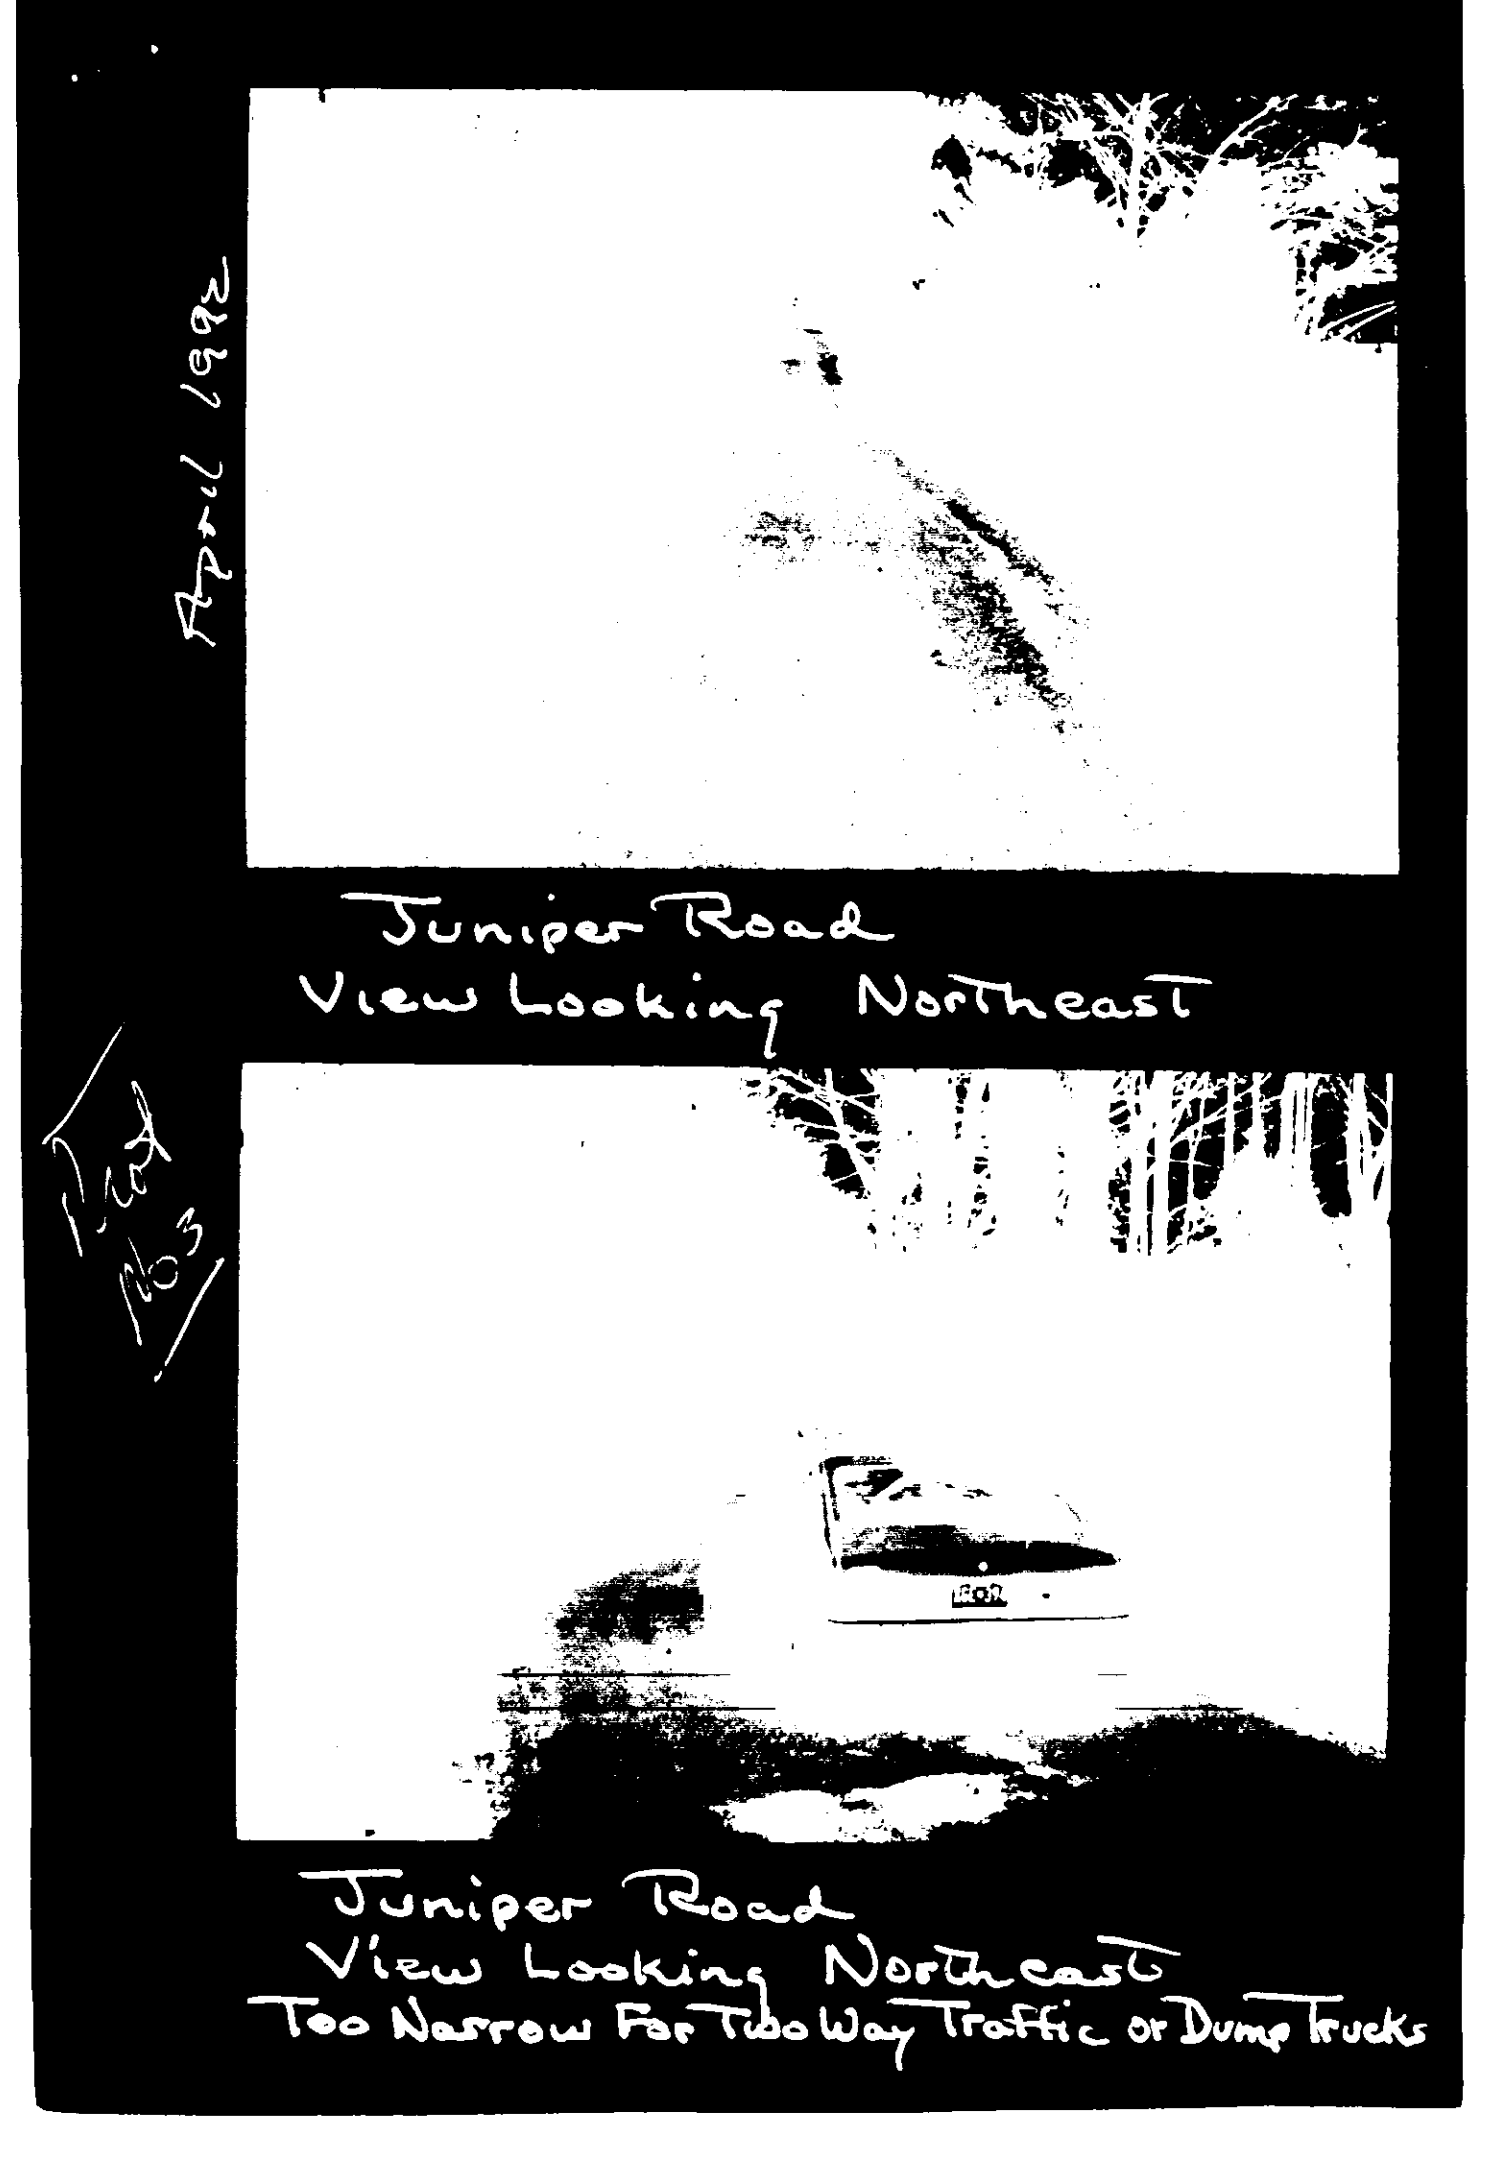 April 1992
Juniper Road
View Looking Northeast
No 3
Juniper Road
View Looking Northeast
Too Narrow For Two Way Traffic or Dump Trucks